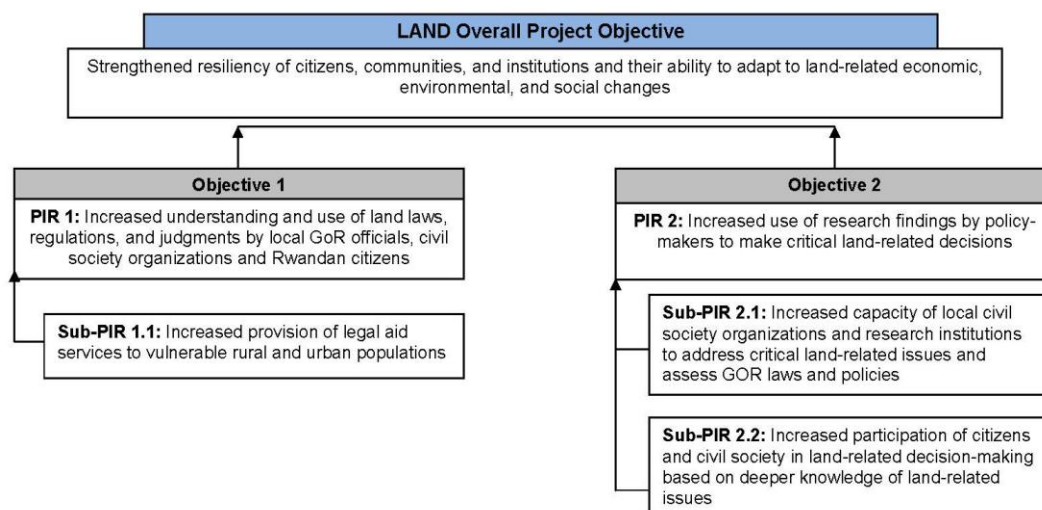 LAND Overall Project Objective
Strengthened resiliency of citizens, communities, and institutions and their ability to adapt to land-related economic,
environmental, and social changes
Objective 1
PIR 1: Increased understanding and use of land laws,
regulations, and judgments by local GoR officials, civil
society organizations and Rwandan citizens
Sub-PIR 1.1: Increased provision of legal aid
services to vulnerable rural and urban populations
Objective 2
PIR 2: Increased use of research findings by policy-
makers to make critical land-related decisions
Sub-PIR 2.1: Increased capacity of local civil
society organizations and research institutions
to address critical land-related issues and
assess GOR laws and policies
Sub-PIR 2.2: Increased participation of citizens
and civil society in land-related decision-making
based on deeper knowledge of land-related
issues